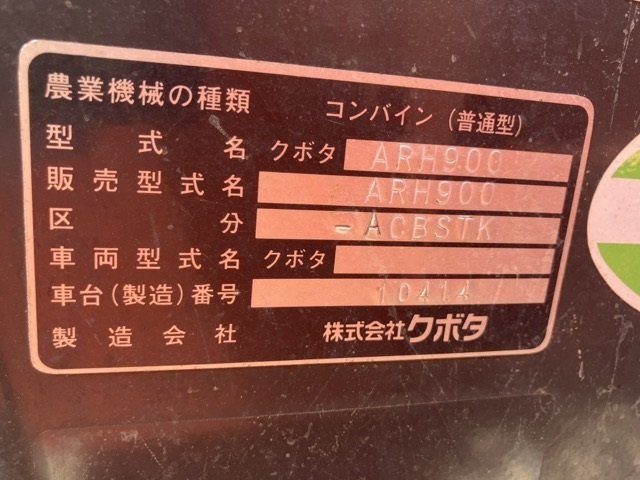 農業機械の種類 コンバイン(普通型)
型式名 クボタ ARH900
販売型式名 ARH900
区分 -ACBSTK
車両型式名 クボタ
車台(製造)番号 10414
製造会社 株式会社クボタ